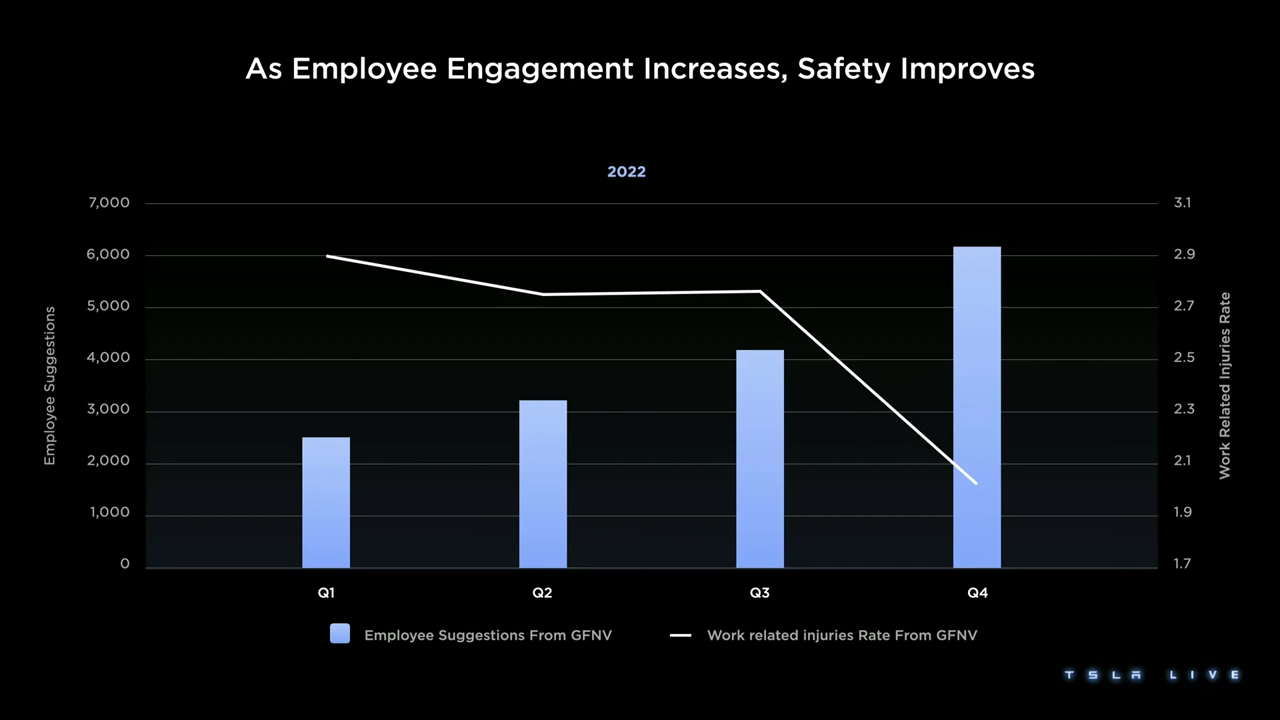 As Employee Engagement Increases, Safety Improves
2022
7,000
6,000
5,000
4,000
3,000
2,000
1,000
0
Employee Suggestions
3.1
2.9
2.7
2.5
2.3
2.1
1.9
1.7
Work Related Injuries Rate
Q1 Q2 Q3 Q4
Employee Suggestions From GFNV
Work related injuries Rate From GFNV
TSLA LIVE